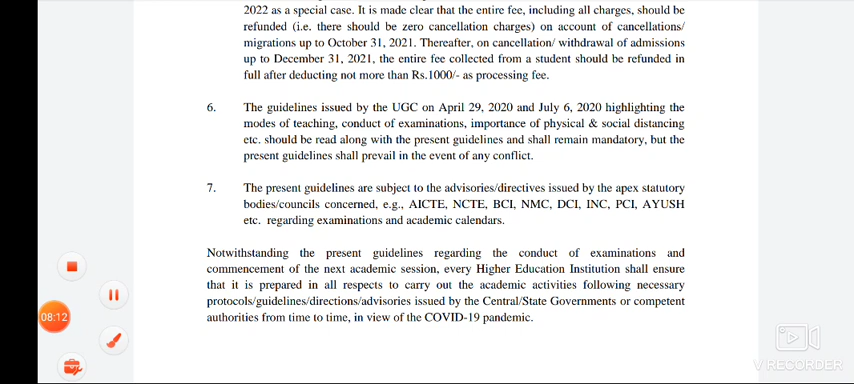 2022 as a special case. It is made clear that the entire fee, including all charges, should be
refunded (i.e. there should be zero cancellation charges) on account of cancellations/
migrations up to October 31, 2021. Thereafter, on cancellation/ withdrawal of admissions
up to December 31, 2021, the entire fee collected from a student should be refunded in
full after deducting not more than Rs.1000/- as processing fee.
6. The guidelines issued by the UGC on April 29, 2020 and July 6, 2020 highlighting the
modes of teaching, conduct of examinations, importance of physical & social distancing
etc. should be read along with the present guidelines and shall remain mandatory, but the
present guidelines shall prevail in the event of any conflict.
7. The present guidelines are subject to the advisories/directives issued by the apex statutory
bodies/councils concerned, e.g., AICTE, NCTE, BCI, NMC, DCI, INC, PCI, AYUSH
etc. regarding examinations and academic calendars.
Notwithstanding the present guidelines regarding the conduct of examinations and
commencement of the next academic session, every Higher Education Institution shall ensure
that it is prepared in all respects to carry out the academic activities following necessary
protocols/guidelines/directions/advisories issued by the Central/State Governments or competent
authorities from time to time, in view of the COVID-19 pandemic.
08:12
V RECORDER